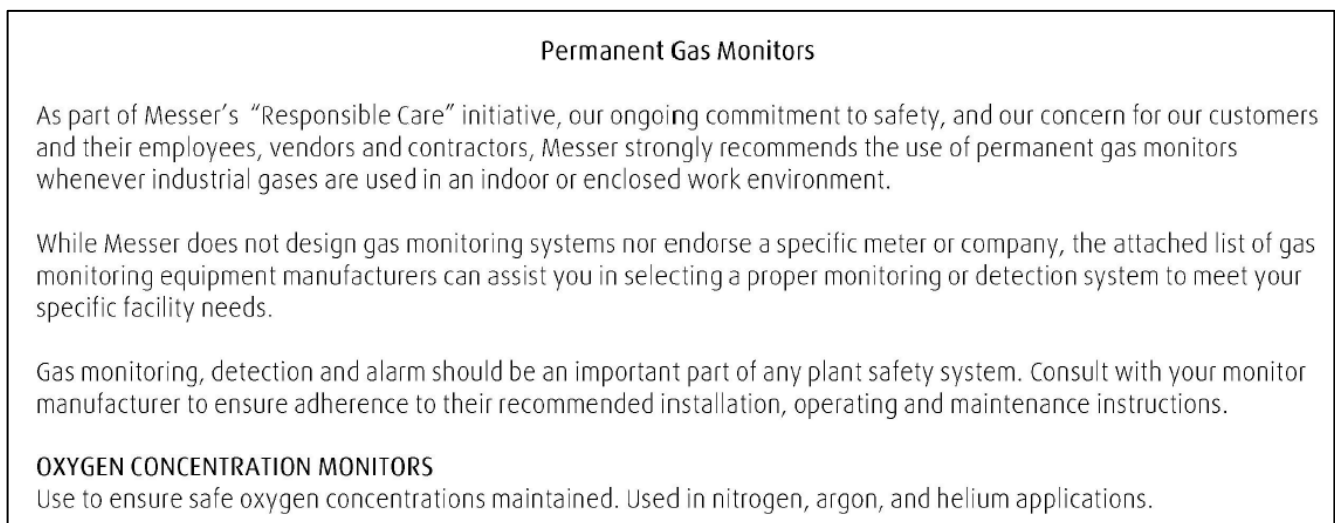 Permanent Gas Monitors
As part of Messer's "Responsible Care" initiative, our ongoing commitment to safety, and our concern for our customers
and their employees, vendors and contractors, Messer strongly recommends the use of permanent gas monitors
whenever industrial gases are used in an indoor or enclosed work environment.
While Messer does not design gas monitoring systems nor endorse a specific meter or company, the attached list of gas
monitoring equipment manufacturers can assist you in selecting a proper monitoring or detection system to meet your
specific facility needs.
Gas monitoring, detection and alarm should be an important part of any plant safety system. Consult with your monitor
manufacturer to ensure adherence to their recommended installation, operating and maintenance instructions.
OXYGEN CONCENTRATION MONITORS
Use to ensure safe oxygen concentrations maintained. Used in nitrogen, argon, and helium applications.